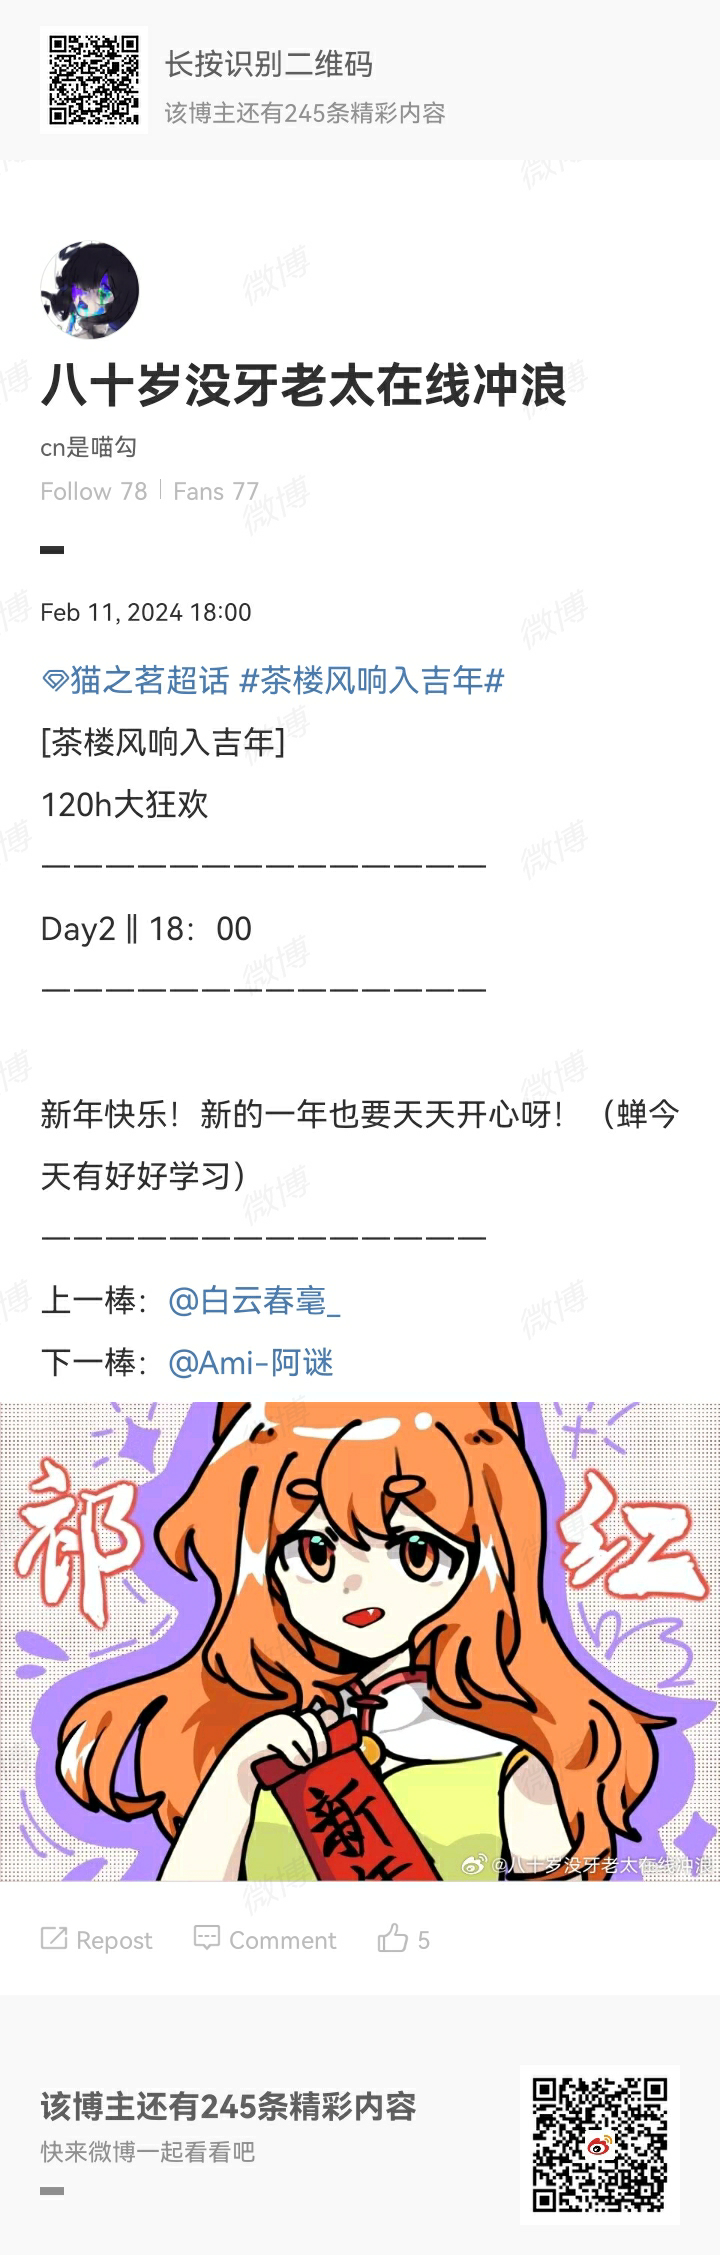 长按识别二维码
该博主还有245条精彩内容
八十岁没牙老太在线冲浪
cn是喵勾
Follow 78 | Fans 77
Feb 11, 2024 18:00
猫之茗超话 #茶楼风响入吉年#
[茶楼风响入吉年]
120h大狂欢
——————————————
Day2 ‖ 18：00
——————————————
新年快乐！新的一年也要天天开心呀！（蝉今
天有好好学习）
——————————————
上一棒：@白云春毫_
下一棒：@Ami-阿谜
祁 红
新
@八十岁没牙老太在线冲浪
Repost Comment 5
该博主还有245条精彩内容
快来微博一起看看吧
微博